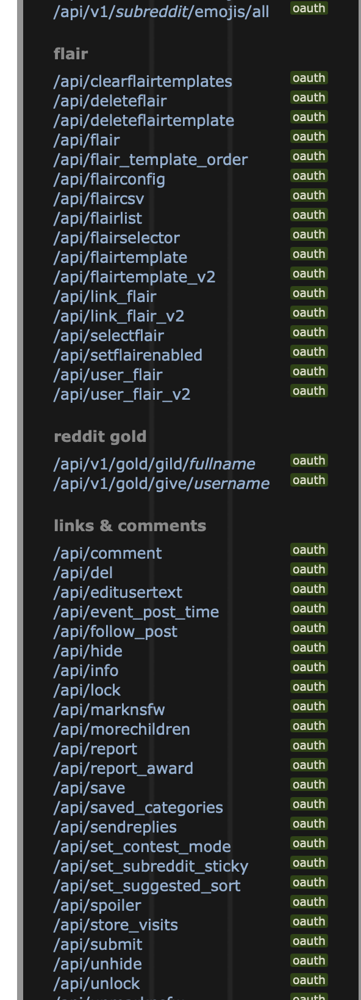 /api/v1/subreddit/emojis/all oauth
flair
/api/clearflairtemplates oauth
/api/deleteflair oauth
/api/deleteflairtemplate oauth
/api/flair oauth
/api/flair_template_order oauth
/api/flairconfig oauth
/api/flaircsv oauth
/api/flairlist oauth
/api/flairselector oauth
/api/flairtemplate oauth
/api/flairtemplate_v2 oauth
/api/link_flair oauth
/api/link_flair_v2 oauth
/api/selectflair oauth
/api/setflairenabled oauth
/api/user_flair oauth
/api/user_flair_v2 oauth
reddit gold
/api/v1/gold/gild/fullname oauth
/api/v1/gold/give/username oauth
links & comments
/api/comment oauth
/api/del oauth
/api/editusertext oauth
/api/event_post_time oauth
/api/follow_post oauth
/api/hide oauth
/api/info oauth
/api/lock oauth
/api/marknsfw oauth
/api/morechildren oauth
/api/report oauth
/api/report_award oauth
/api/save oauth
/api/saved_categories oauth
/api/sendreplies oauth
/api/set_contest_mode oauth
/api/set_subreddit_sticky oauth
/api/set_suggested_sort oauth
/api/spoiler oauth
/api/store_visits oauth
/api/submit oauth
/api/unhide oauth
/api/unlock oauth